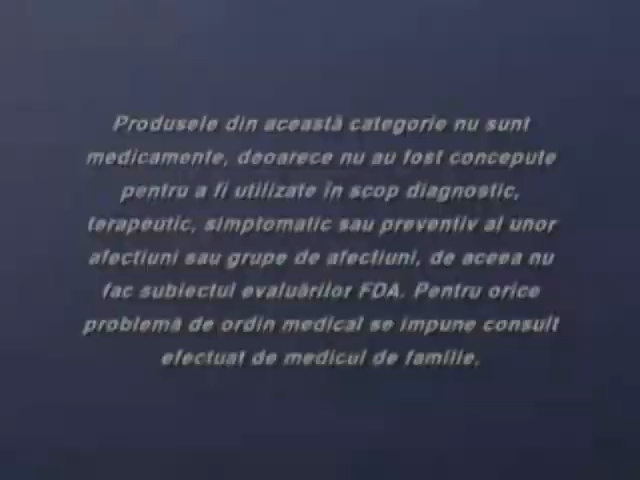 Produsele din această categorie nu sunt
medicamente, deoarece nu au fost concepute
pentru a fi utilizate în scop diagnostic,
terapeutic, simptomatic sau preventiv al unor
afectiuni sau grupe de afectiuni, de aceea nu
fac subiectul evaluărilor FDA. Pentru orice
problemă de ordin medical se impune consult
efectuat de medicul de familie.